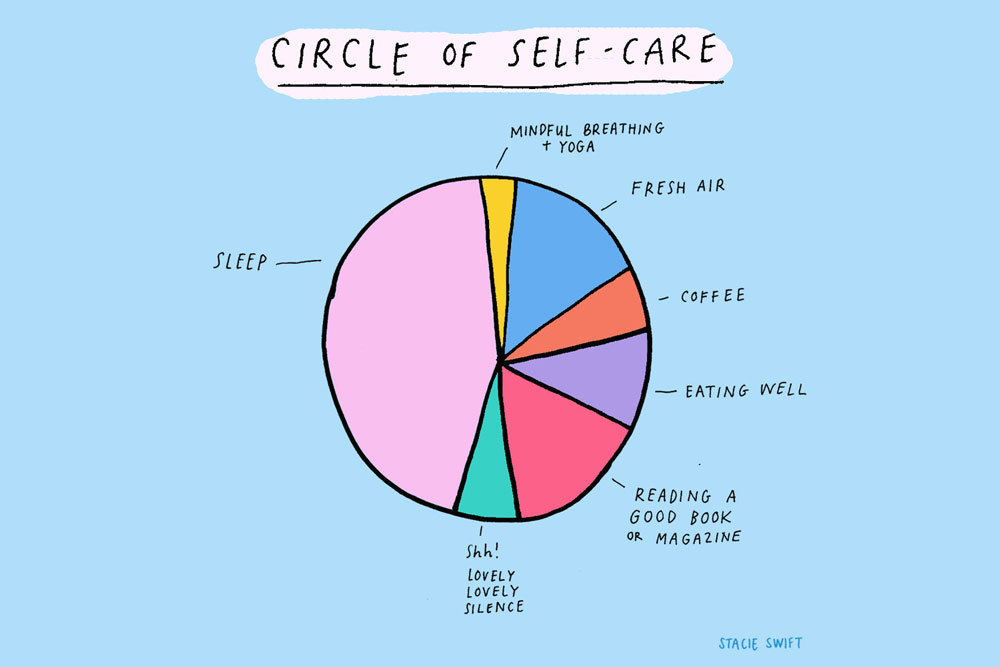 CIRCLE OF SELF-CARE
MINDFUL BREATHING
+ YOGA
FRESH AIR
SLEEP
COFFEE
EATING WELL
READING A
GOOD BOOK
OR MAGAZINE
Shh!
LOVELY
LOVELY
SILENCE
STACIE SWIFT